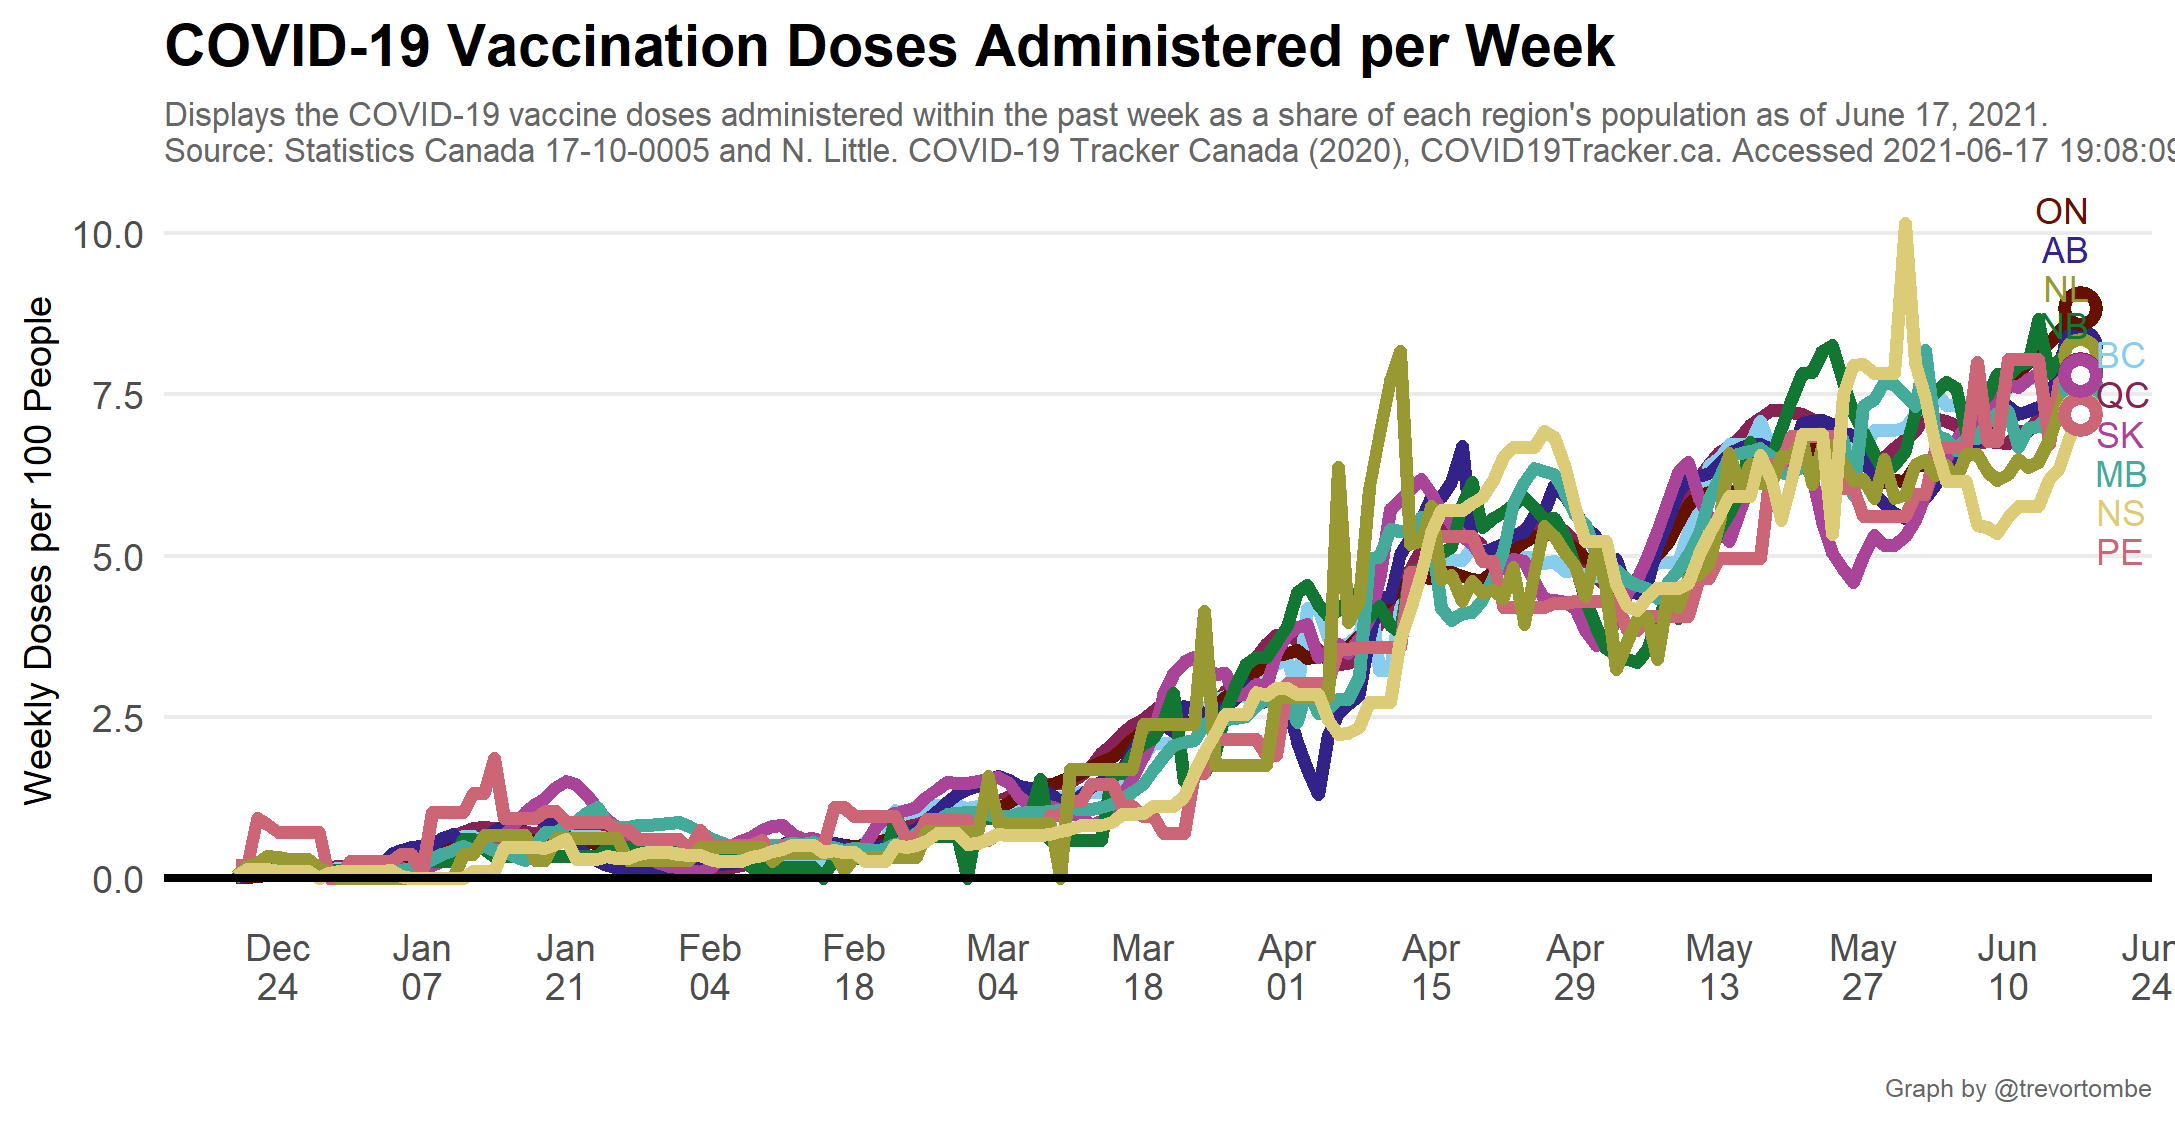 COVID-19 Vaccination Doses Administered per Week
Displays the COVID-19 vaccine doses administered within the past week as a share of each region's population as of June 17, 2021.
Source: Statistics Canada 17-10-0005 and N. Little. COVID-19 Tracker Canada (2020), COVID19Tracker.ca. Accessed 2021-06-17 19:08:09
Weekly Doses per 100 People
10.0
7.5
5.0
2.5
0.0
ON
AB
NL
NB
BC
QC
SK
MB
NS
PE
Dec
24
Jan
07
Jan
21
Feb
04
Feb
18
Mar
04
Mar
18
Apr
01
Apr
15
Apr
29
May
13
May
27
Jun
10
Jun
24
Graph by @trevortombe